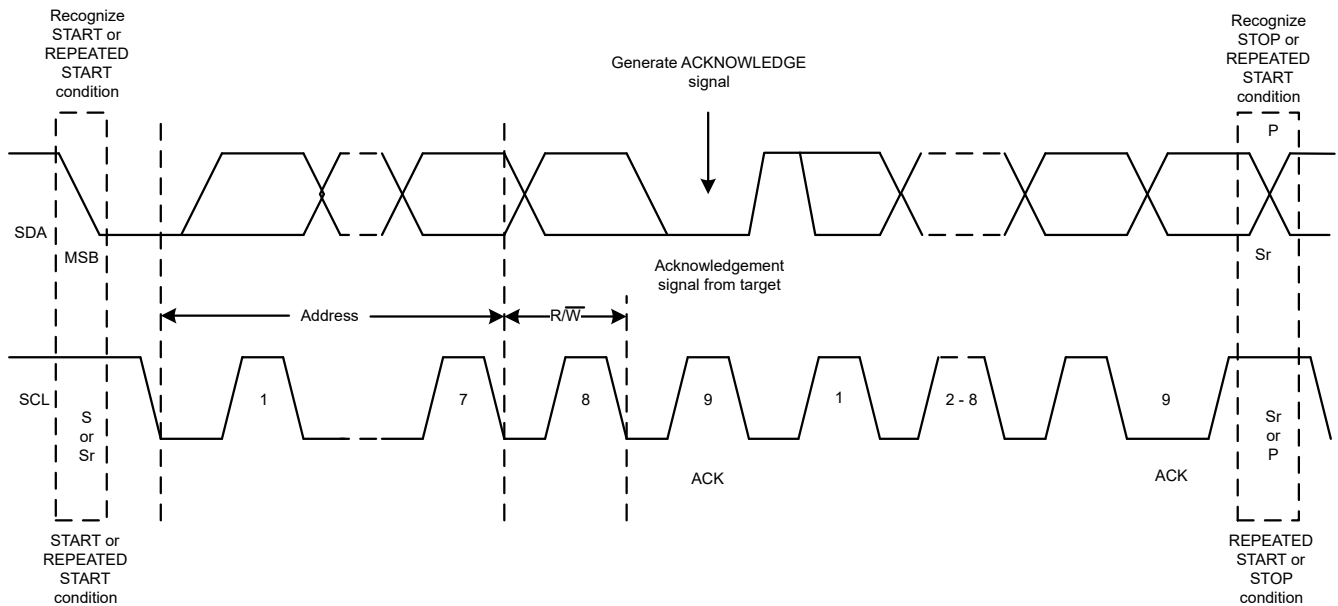 Recognize
START or
REPEATED
START
condition
Recognize
STOP or
REPEATED
START
condition
Generate ACKNOWLEDGE
signal
P
SDA
MSB
Sr
Acknowledgement
signal from target
Address
R/W̅
SCL
S
or
Sr
1
7
8
9
1
2 - 8
9
Sr
or
P
ACK
ACK
START or
REPEATED
START
condition
REPEATED
START or
STOP
condition